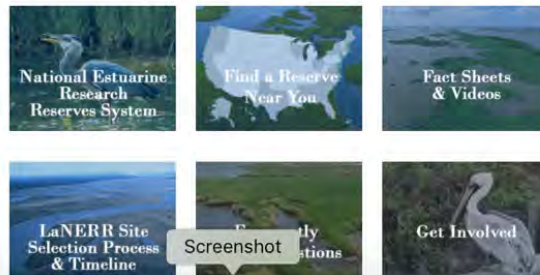 National Estuarine
Research
Reserves System
Find a Reserve
Near You
Fact Sheets
& Videos
LaNERR Site
Selection Process
& Timeline
Screenshot
Get Involved